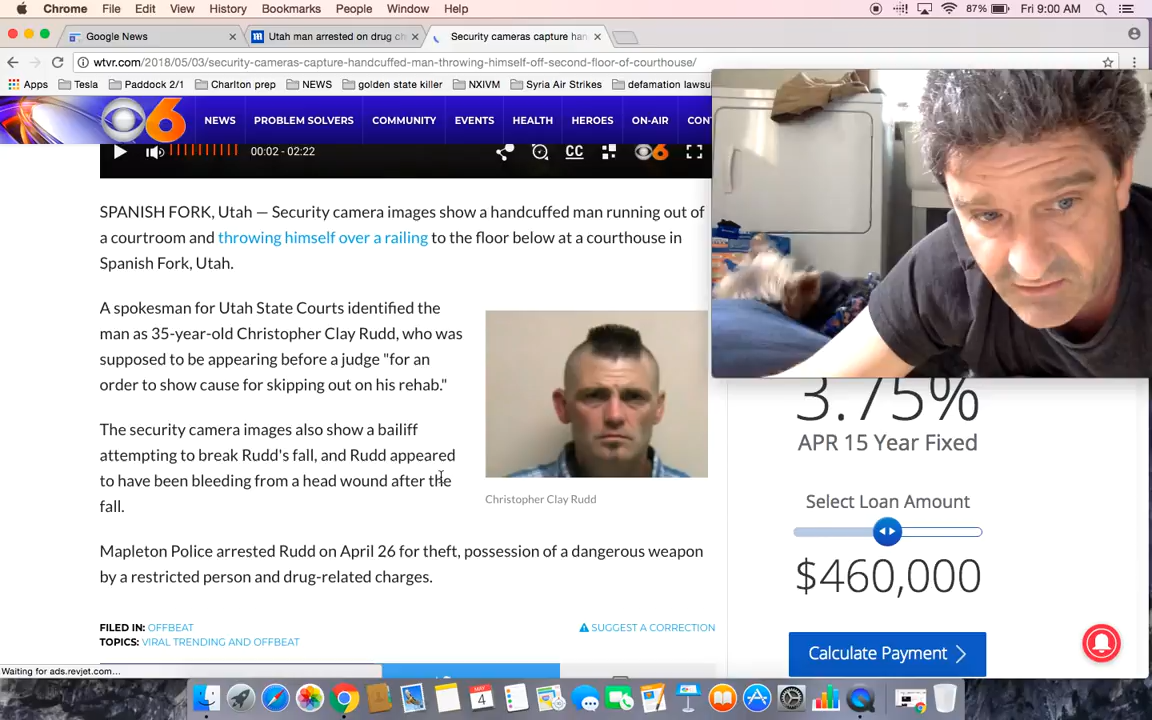 Chrome File Edit View History Bookmarks People Window Help 87% Fri 9:00 AM
Google News Utah man arrested on drug ch Security cameras capture han
wtvr.com/2018/05/03/security-cameras-capture-handcuffed-man-throwing-himself-off-second-floor-of-courthouse/
Apps Tesla Paddock 2/1 Charlton prep NEWS golden state killer NXIVM Syria Air Strikes defamation lawsu
6 NEWS PROBLEM SOLVERS COMMUNITY EVENTS HEALTH HEROES ON-AIR CON
00:02 - 02:22 CC 6
SPANISH FORK, Utah — Security camera images show a handcuffed man running out of
a courtroom and throwing himself over a railing to the floor below at a courthouse in
Spanish Fork, Utah.
A spokesman for Utah State Courts identified the
man as 35-year-old Christopher Clay Rudd, who was
supposed to be appearing before a judge "for an
order to show cause for skipping out on his rehab."
The security camera images also show a bailiff
attempting to break Rudd's fall, and Rudd appeared
to have been bleeding from a head wound after the
fall.
Christopher Clay Rudd
Mapleton Police arrested Rudd on April 26 for theft, possession of a dangerous weapon
by a restricted person and drug-related charges.
FILED IN: OFFBEAT
TOPICS: VIRAL TRENDING AND OFFBEAT
SUGGEST A CORRECTION
3.75%
APR 15 Year Fixed
Select Loan Amount
$460,000
Calculate Payment
Waiting for ads.revjet.com...
MAY
4